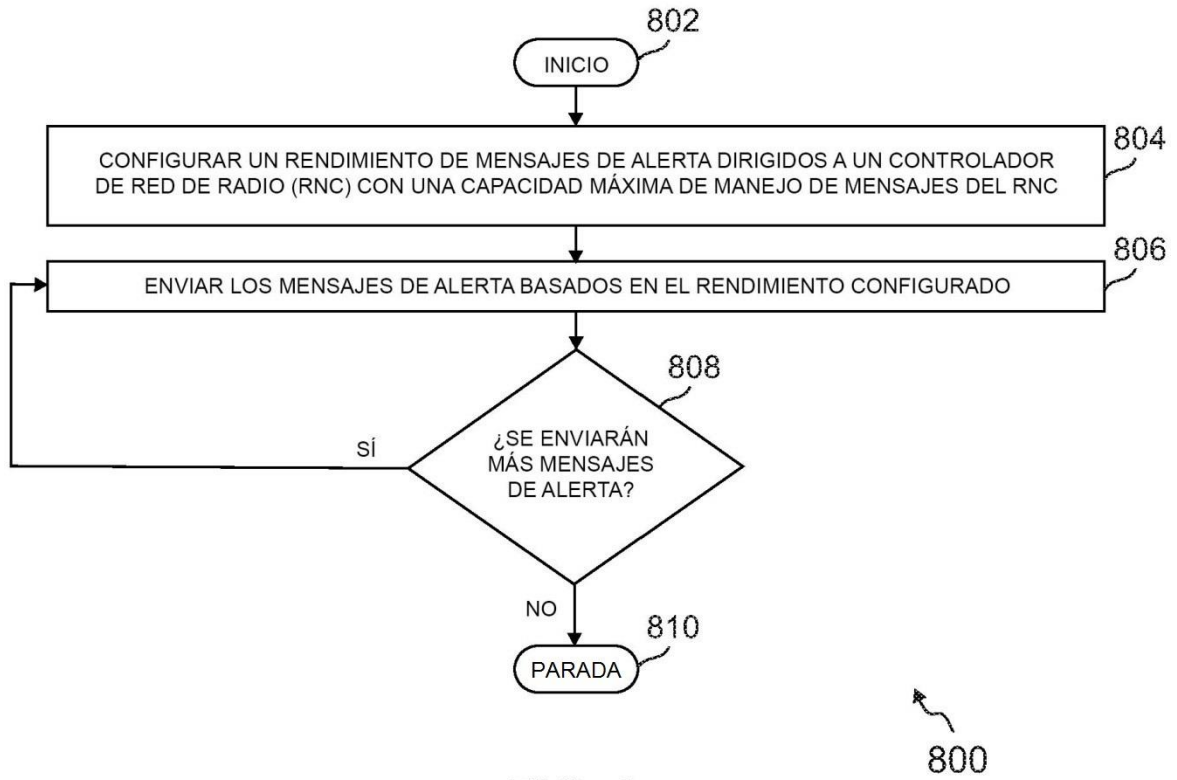 802
INICIO
804
CONFIGURAR UN RENDIMIENTO DE MENSAJES DE ALERTA DIRIGIDOS A UN CONTROLADOR
DE RED DE RADIO (RNC) CON UNA CAPACIDAD MÁXIMA DE MANEJO DE MENSAJES DEL RNC
806
ENVIAR LOS MENSAJES DE ALERTA BASADOS EN EL RENDIMIENTO CONFIGURADO
808
¿SE ENVIARÁN
MÁS MENSAJES
DE ALERTA?
SÍ
NO
810
PARADA
800